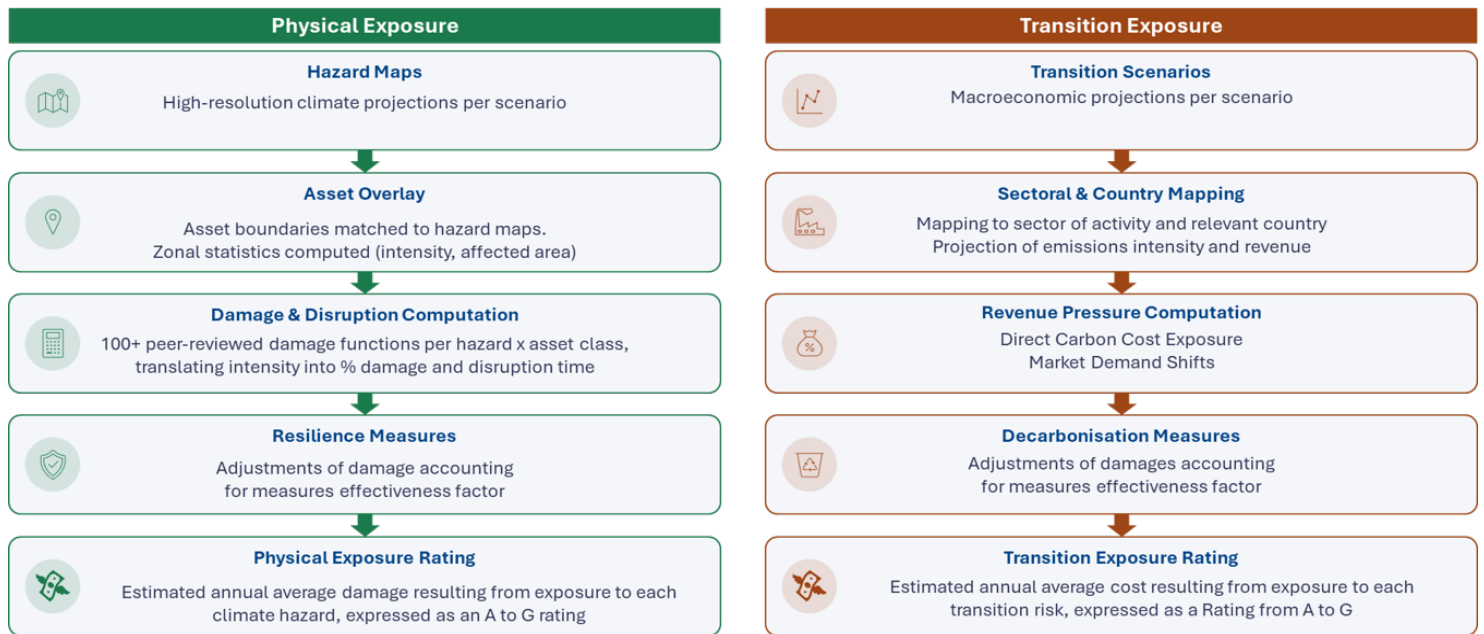 Physical Exposure
Hazard Maps
High-resolution climate projections per scenario
Asset Overlay
Asset boundaries matched to hazard maps.
Zonal statistics computed (intensity, affected area)
Damage & Disruption Computation
100+ peer-reviewed damage functions per hazard x asset class,
translating intensity into % damage and disruption time
Resilience Measures
Adjustments of damage accounting
for measures effectiveness factor
Physical Exposure Rating
Estimated annual average damage resulting from exposure to each
climate hazard, expressed as an A to G rating
Transition Exposure
Transition Scenarios
Macroeconomic projections per scenario
Sectoral & Country Mapping
Mapping to sector of activity and relevant country
Projection of emissions intensity and revenue
Revenue Pressure Computation
Direct Carbon Cost Exposure
Market Demand Shifts
Decarbonisation Measures
Adjustments of damages accounting
for measures effectiveness factor
Transition Exposure Rating
Estimated annual average cost resulting from exposure to each
transition risk, expressed as a Rating from A to G